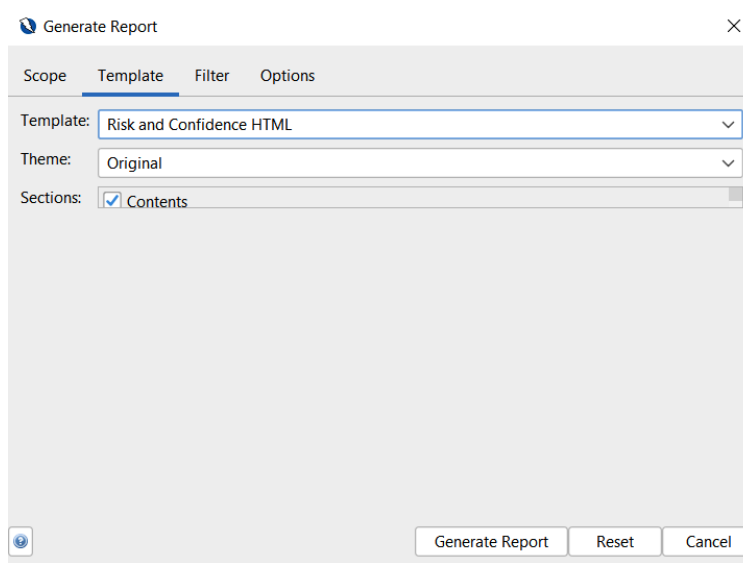 Generate Report
Scope Template Filter Options
Template: Risk and Confidence HTML
Theme: Original
Sections: Contents
Generate Report Reset Cancel